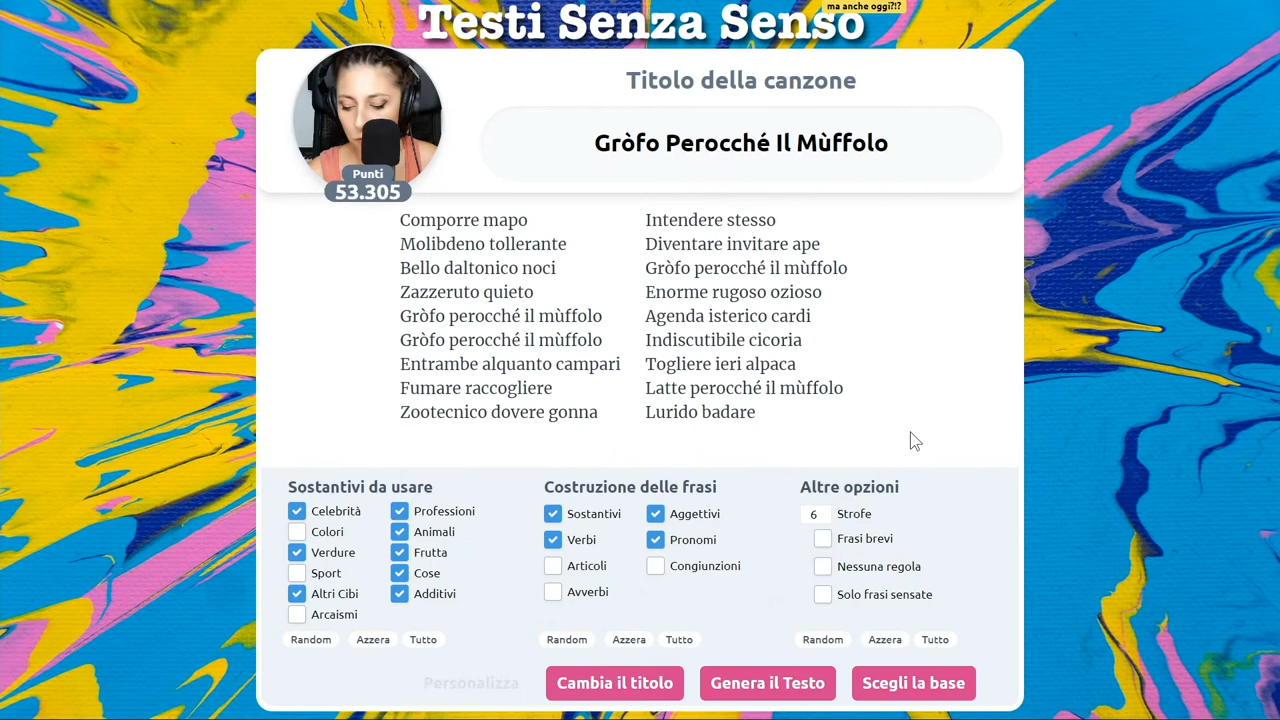 ma anche oggi?!?
Testi Senza Senso
Titolo della canzone
Gròfo Perocché Il Mùffolo
Punti
53.305
Comporre mapo
Molibdeno tollerante
Bello daltonico noci
Zazzeruto quieto
Gròfo perocché il mùffolo
Gròfo perocché il mùffolo
Entrambe alquanto campari
Fumare raccogliere
Zootecnico dovere gonna
Intendere stesso
Diventare invitare ape
Gròfo perocché il mùffolo
Enorme rugoso ozioso
Agenda isterico cardi
Indiscutibile cicoria
Togliere ieri alpaca
Latte perocché il mùffolo
Lurido badare
Sostantivi da usare
Celebrità
Professioni
Colori
Animali
Verdure
Frutta
Sport
Cose
Altri Cibi
Additivi
Arcaismi
Random Azzera Tutto
Costruzione delle frasi
Sostantivi
Aggettivi
Verbi
Pronomi
Articoli
Congiunzioni
Avverbi
Random Azzera Tutto
Altre opzioni
6 Strofe
Frasi brevi
Nessuna regola
Solo frasi sensate
Random Azzera Tutto
Personalizza
Cambia il titolo
Genera il Testo
Scegli la base